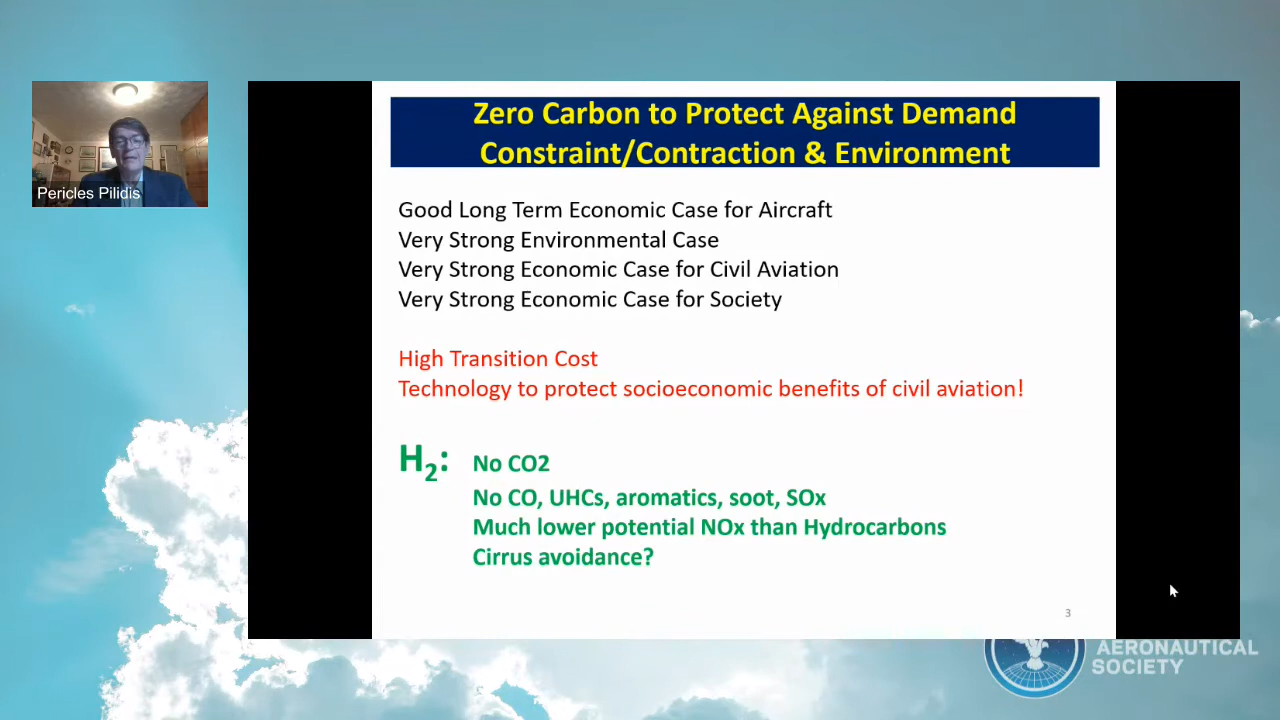 Zero Carbon to Protect Against Demand
Constraint/Contraction & Environment
Pericles Pilidis
Good Long Term Economic Case for Aircraft
Very Strong Environmental Case
Very Strong Economic Case for Civil Aviation
Very Strong Economic Case for Society
High Transition Cost
Technology to protect socioeconomic benefits of civil aviation!
H₂: No CO2
No CO, UHCs, aromatics, soot, SOx
Much lower potential NOx than Hydrocarbons
Cirrus avoidance?
3
AERONAUTICAL
SOCIETY